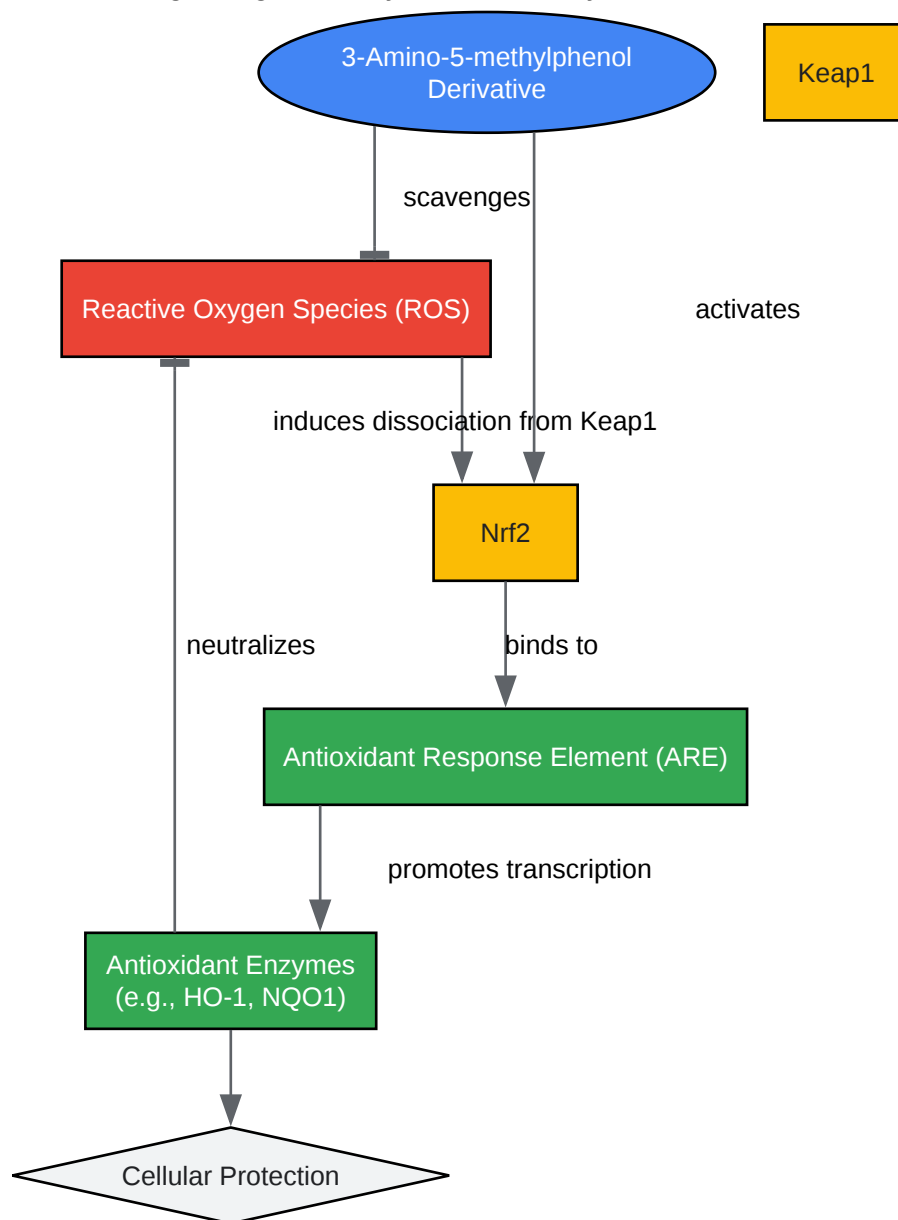 3-Amino-5-methylphenol
Derivative
Keap1
scavenges
Reactive Oxygen Species (ROS)
activates
induces dissociation from Keap1
Nrf2
neutralizes
binds to
Antioxidant Response Element (ARE)
promotes transcription
Antioxidant Enzymes
(e.g., HO-1, NQO1)
Cellular Protection